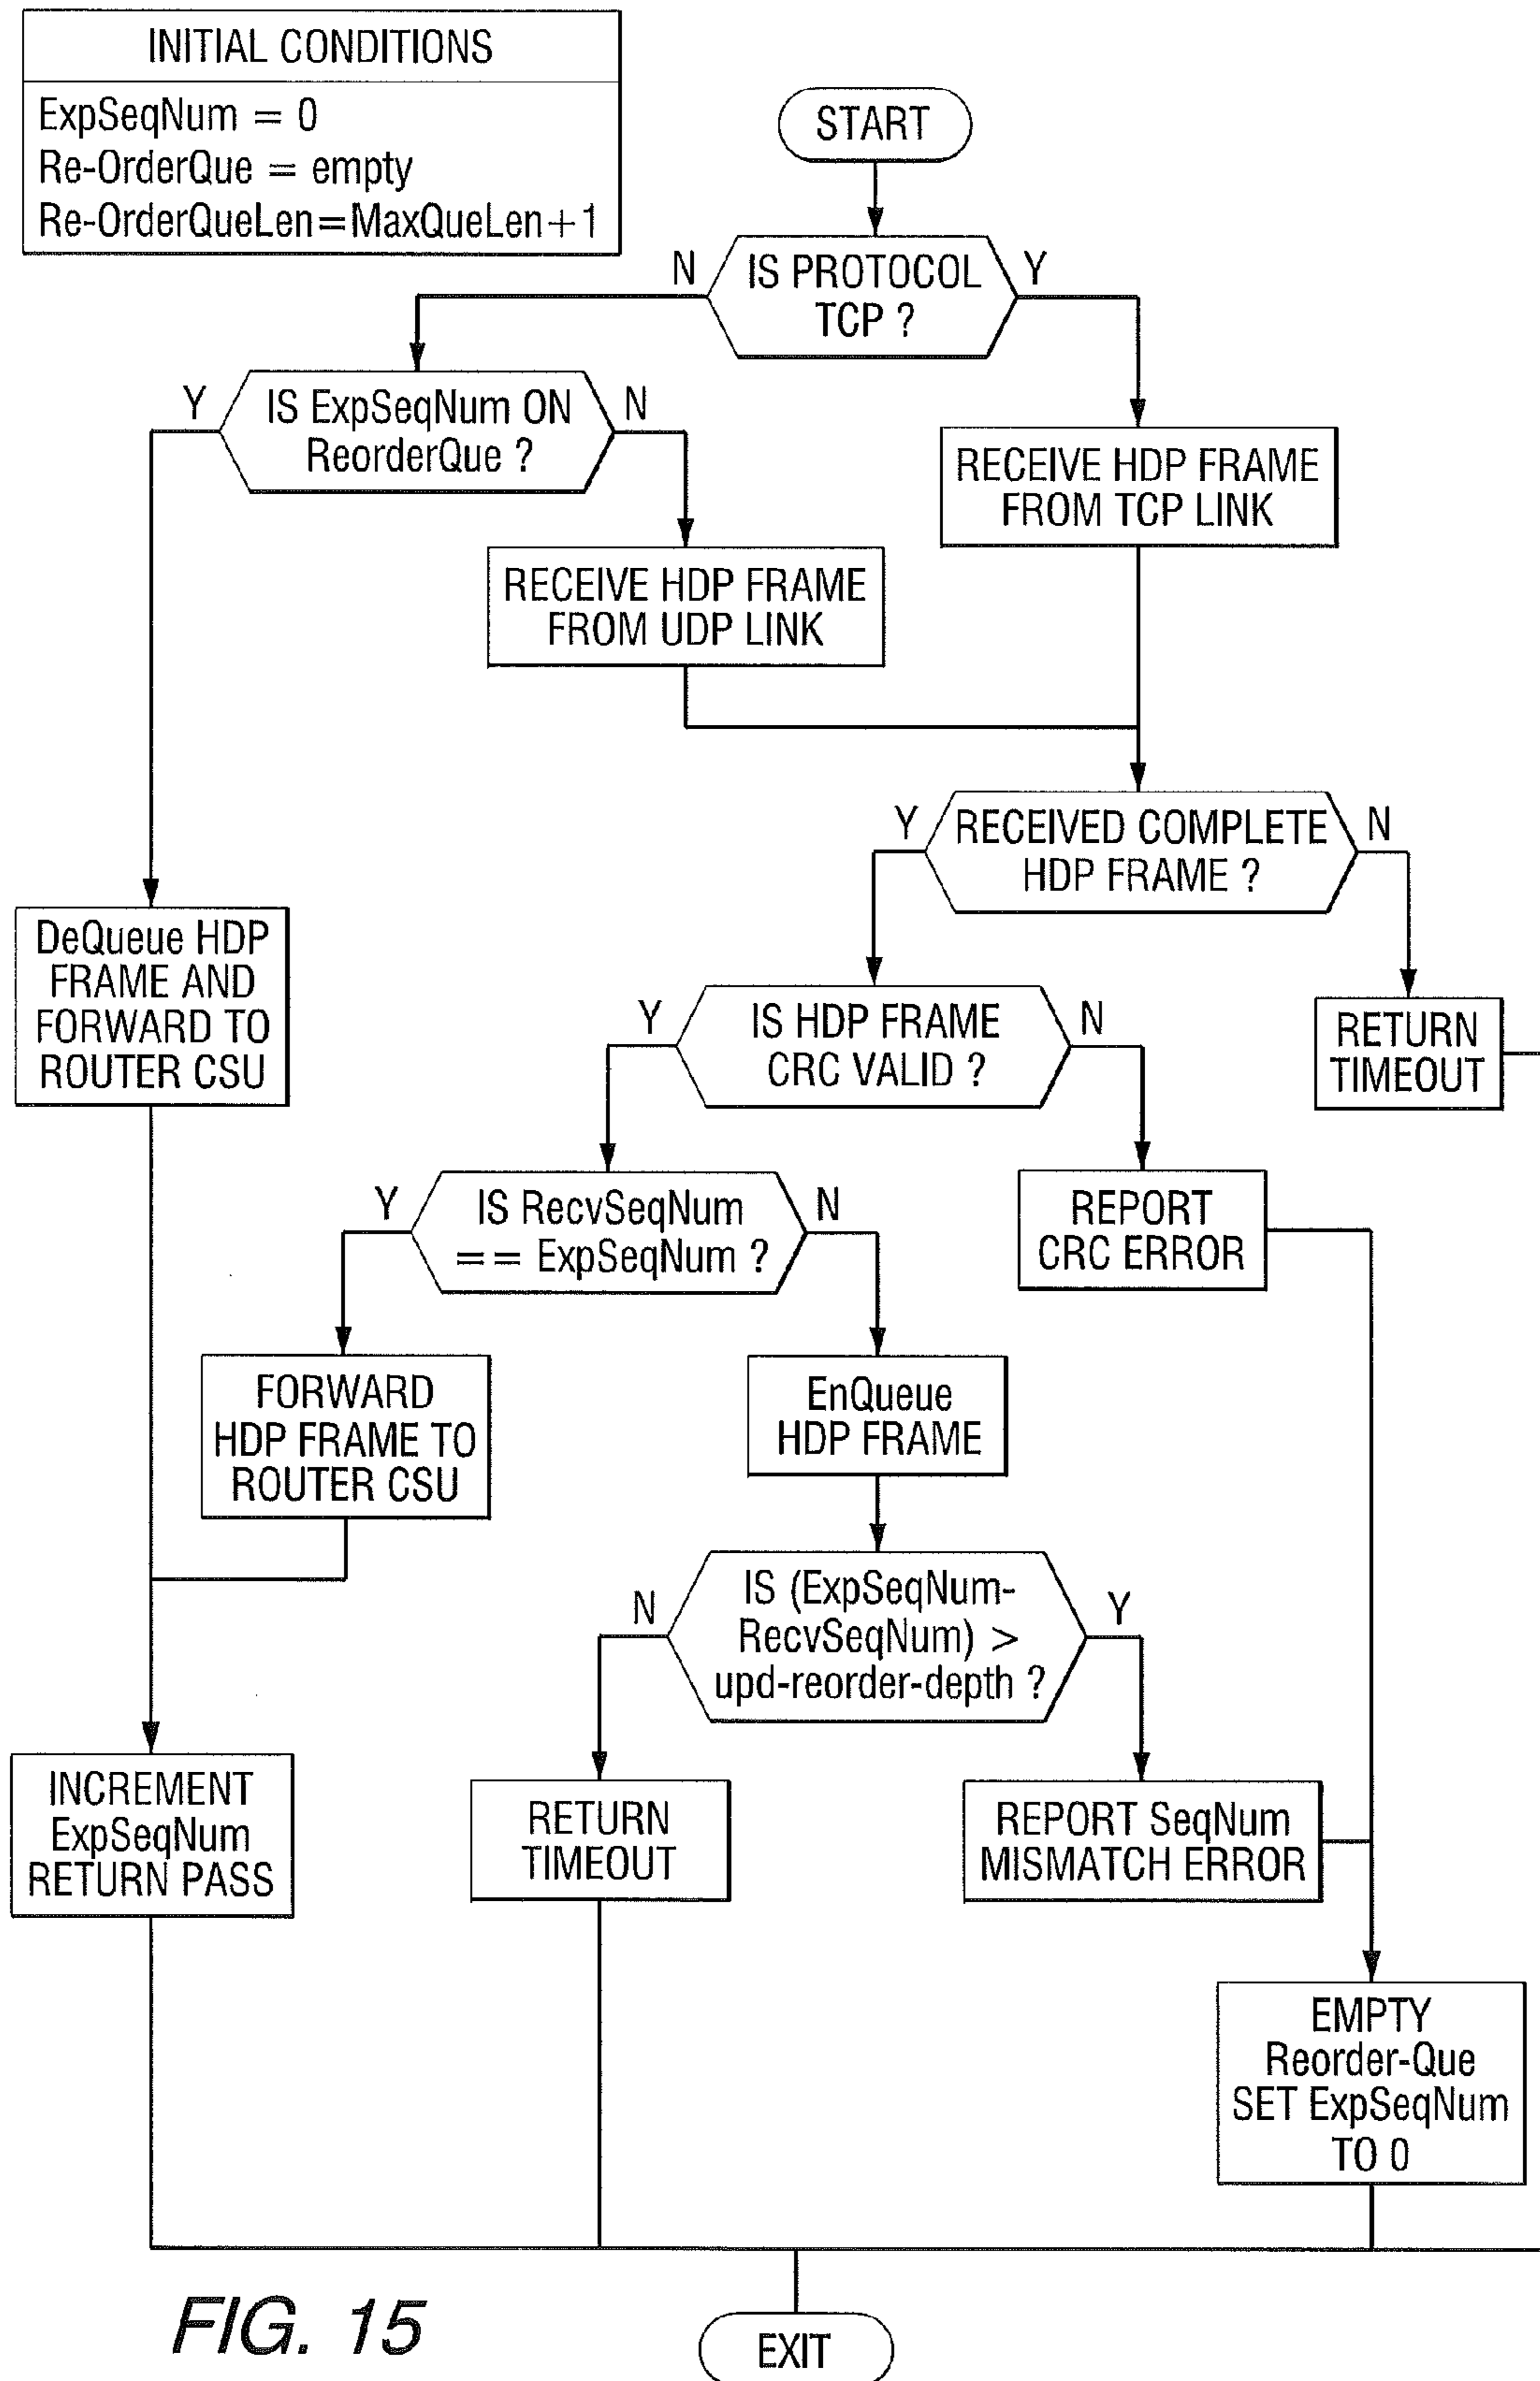 INITIAL CONDITIONS
ExpSeqNum = 0
Re-OrderQue = empty
Re-OrderQueLen=MaxQueLen+1
START
IS PROTOCOL
TCP ?
N
Y
IS ExpSeqNum ON
ReorderQue ?
Y
N
RECEIVE HDP FRAME
FROM TCP LINK
RECEIVE HDP FRAME
FROM UDP LINK
RECEIVED COMPLETE
HDP FRAME ?
Y
N
DeQueue HDP
FRAME AND
FORWARD TO
ROUTER CSU
IS HDP FRAME
CRC VALID ?
Y
N
RETURN
TIMEOUT
IS RecvSeqNum
== ExpSeqNum ?
Y
N
REPORT
CRC ERROR
FORWARD
HDP FRAME TO
ROUTER CSU
EnQueue
HDP FRAME
IS (ExpSeqNum-
RecvSeqNum) >
upd-reorder-depth ?
N
Y
INCREMENT
ExpSeqNum
RETURN PASS
RETURN
TIMEOUT
REPORT SeqNum
MISMATCH ERROR
EMPTY
Reorder-Que
SET ExpSeqNum
TO 0
FIG. 15
EXIT